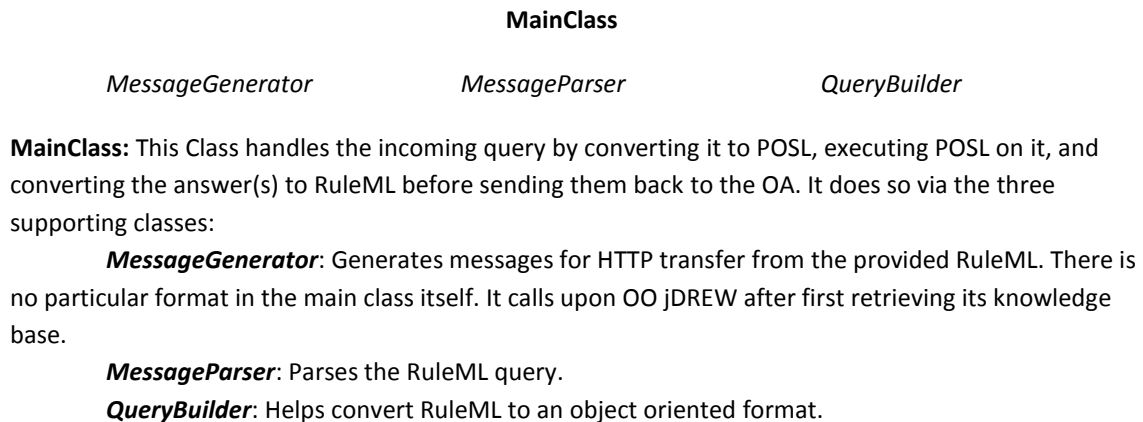 MainClass
MessageGenerator MessageParser QueryBuilder
MainClass: This Class handles the incoming query by converting it to POSL, executing POSL on it, and
converting the answer(s) to RuleML before sending them back to the OA. It does so via the three
supporting classes:
MessageGenerator: Generates messages for HTTP transfer from the provided RuleML. There is
no particular format in the main class itself. It calls upon OO jDREW after first retrieving its knowledge
base.
MessageParser: Parses the RuleML query.
QueryBuilder: Helps convert RuleML to an object oriented format.